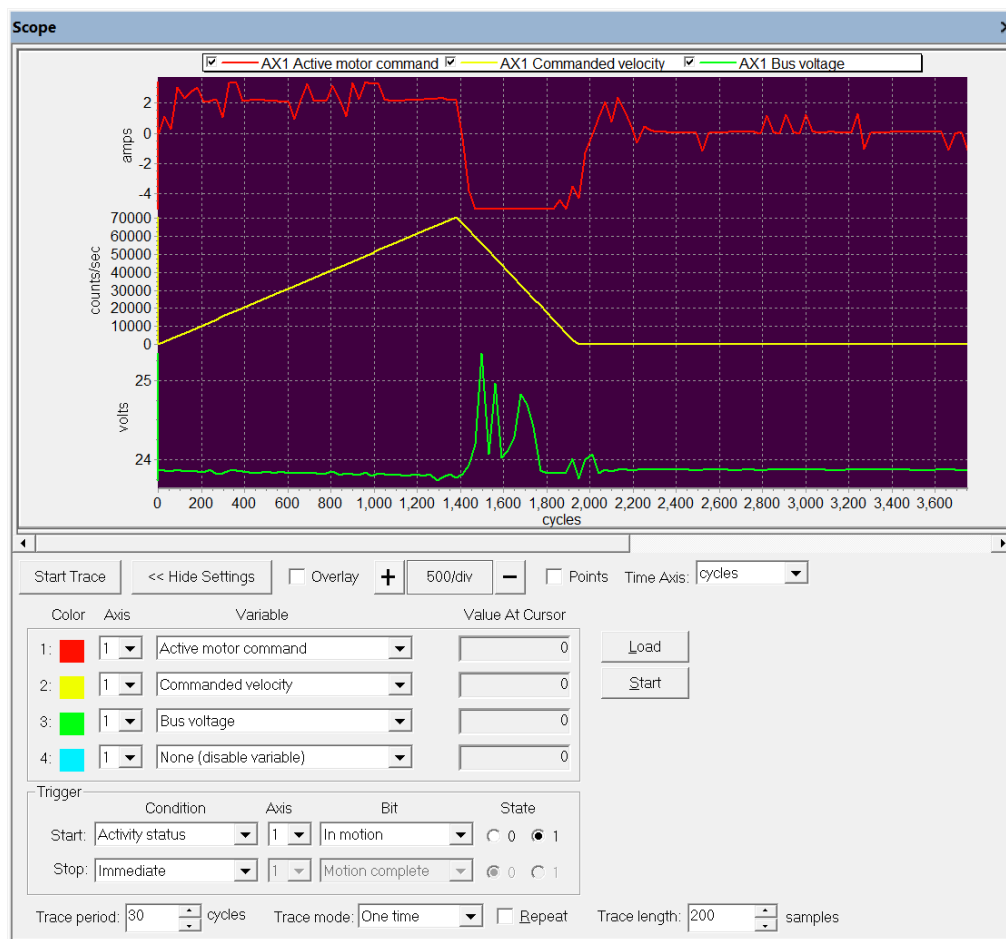 Scope
AX1 Active motor command AX1 Commanded velocity AX1 Bus voltage
2
0
-2
-4
amps
70000
60000
50000
40000
30000
20000
10000
0
counts/sec
25
24
volts
0 200 400 600 800 1,000 1,200 1,400 1,600 1,800 2,000 2,200 2,400 2,600 2,800 3,000 3,200 3,400 3,600
cycles
Start Trace << Hide Settings Overlay + 500/div - Points Time Axis: cycles
Color Axis Variable Value At Cursor
1: 1 Active motor command 0 Load
2: 1 Commanded velocity 0 Start
3: 1 Bus voltage 0
4: 1 None (disable variable) 0
Trigger
Condition Axis Bit State
Start: Activity status 1 In motion 0 1
Stop: Immediate 1 Motion complete 0 1
Trace period: 30 cycles Trace mode: One time Repeat Trace length: 200 samples